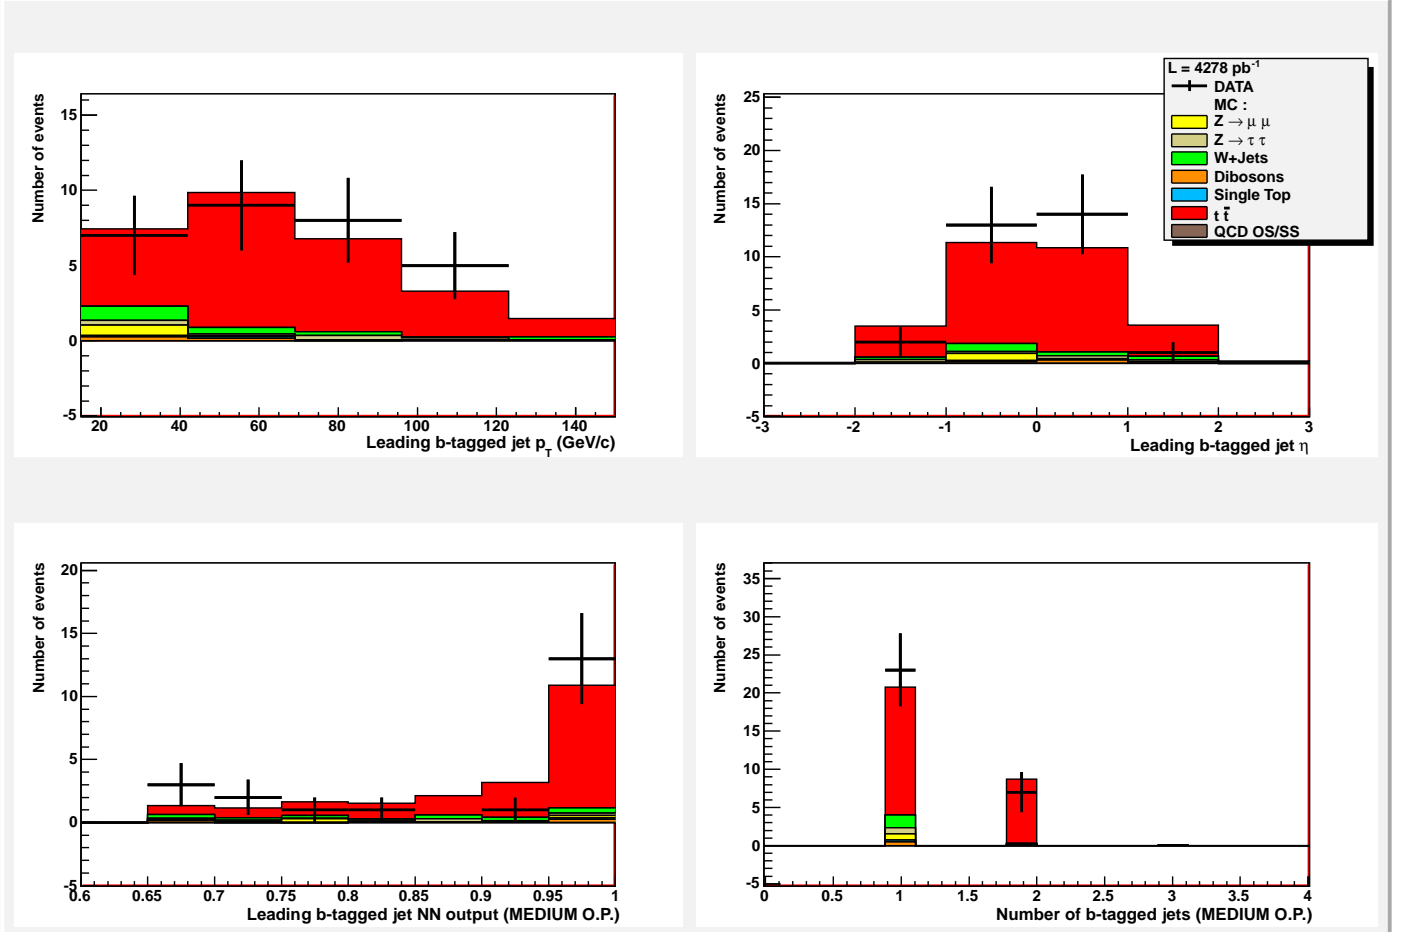 Number of events
15
10
5
0
-5
20 40 60 80 100 120 140
Leading b-tagged jet p_T (GeV/c)
Number of events
25
20
15
10
5
0
-5
-3 -2 -1 0 1 2 3
Leading b-tagged jet η
L = 4278 pb⁻¹
DATA
MC :
Z → μ μ
Z → τ τ
W+Jets
Dibosons
Single Top
t t̄
QCD OS/SS
Number of events
20
15
10
5
0
-5
0.6 0.65 0.7 0.75 0.8 0.85 0.9 0.95 1
Leading b-tagged jet NN output (MEDIUM O.P.)
Number of events
35
30
25
20
15
10
5
0
-5
0 0.5 1 1.5 2 2.5 3 3.5 4
Number of b-tagged jets (MEDIUM O.P.)